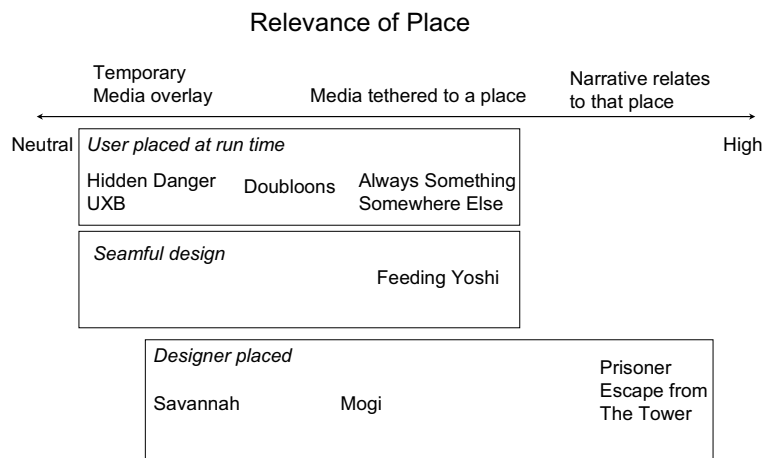 Relevance of Place
Temporary
Media overlay
Media tethered to a place
Narrative relates
to that place
Neutral
High
User placed at run time
Hidden Danger
UXB
Doubloons
Always Something
Somewhere Else
Seamful design
Feeding Yoshi
Designer placed
Savannah
Mogi
Prisoner
Escape from
The Tower